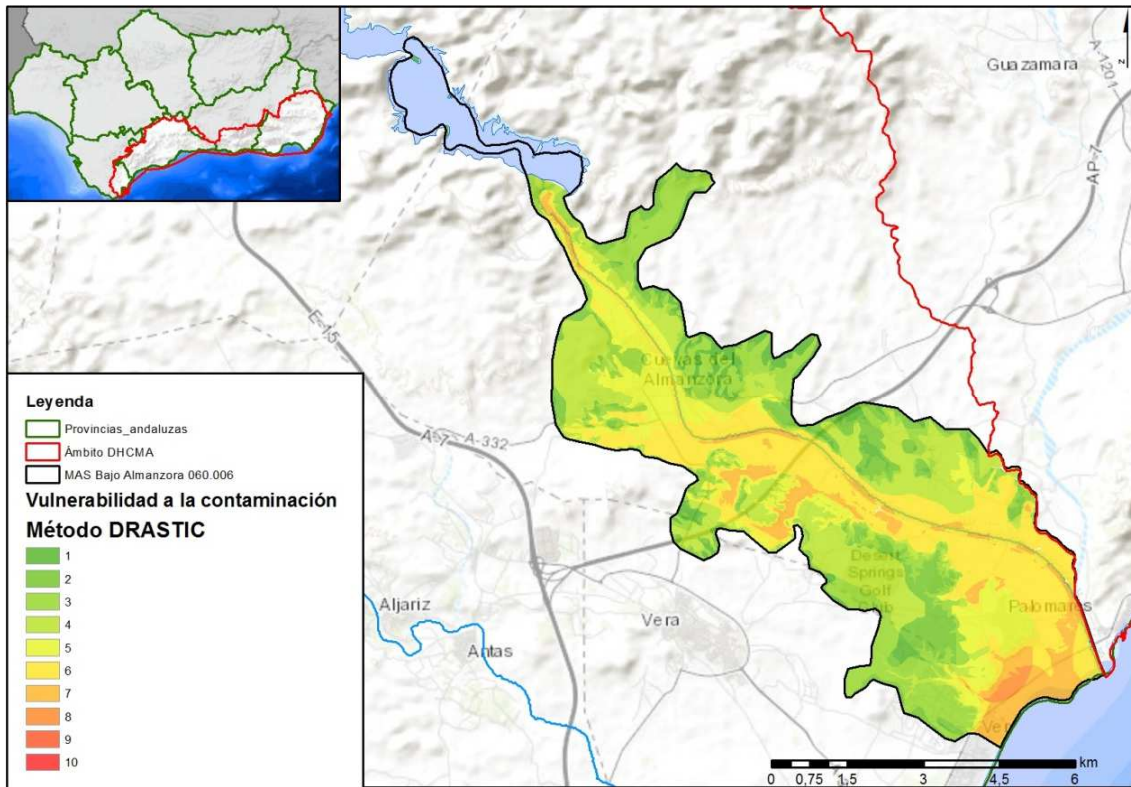 Guazamara
A-1201
AP-7
z
E-15
Cuevas del
Almanzora
A-332
A-7
Leyenda
Provincias_andaluzas
Ámbito DHCMA
MAS Bajo Almanzora 060.006
Vulnerabilidad a la contaminación
Método DRASTIC
1
2
3
4
5
6
7
8
9
10
Desert
Springs
Golf
Club
Palomares
Aljariz
Vera
Antas
km
0 0,75 1,5 3 4,5 6